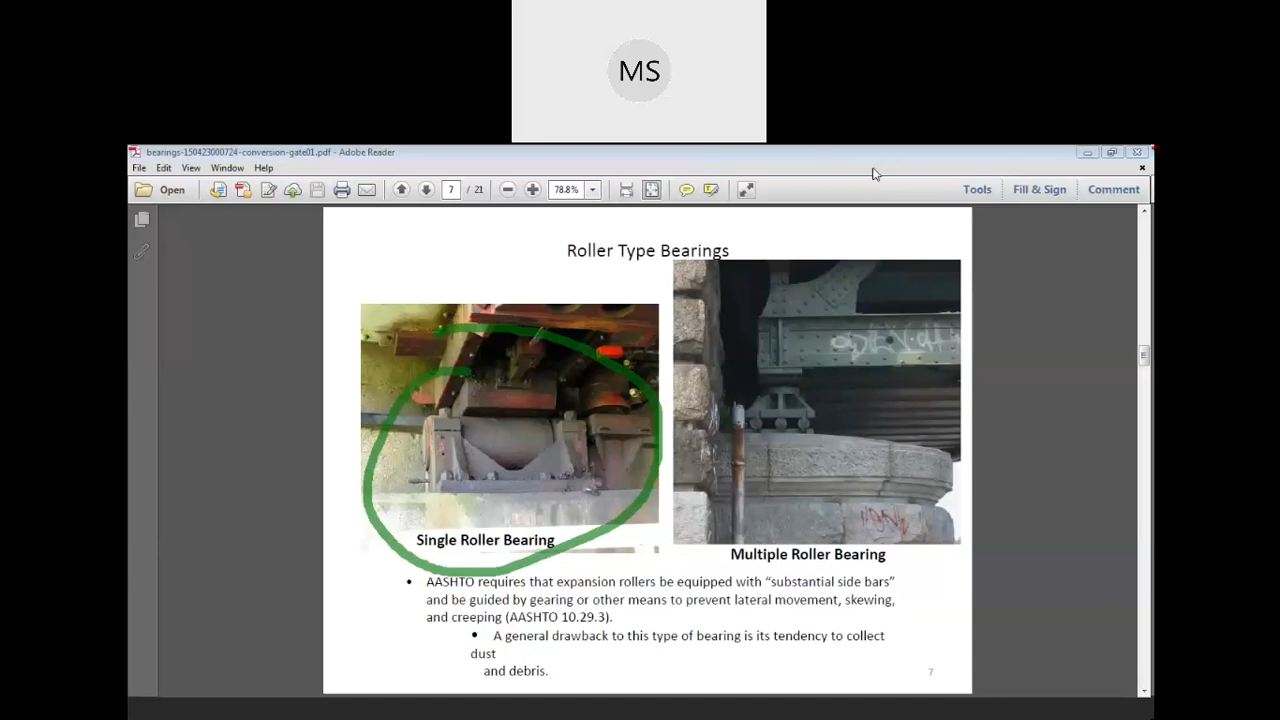 MS
bearings-150423000724-conversion-gate01.pdf - Adobe Reader
File Edit View Window Help
Open 7 / 21 78.8% Tools Fill & Sign Comment
Roller Type Bearings
Single Roller Bearing
Multiple Roller Bearing
• AASHTO requires that expansion rollers be equipped with “substantial side bars”
and be guided by gearing or other means to prevent lateral movement, skewing,
and creeping (AASHTO 10.29.3).
• A general drawback to this type of bearing is its tendency to collect
dust
and debris.
7